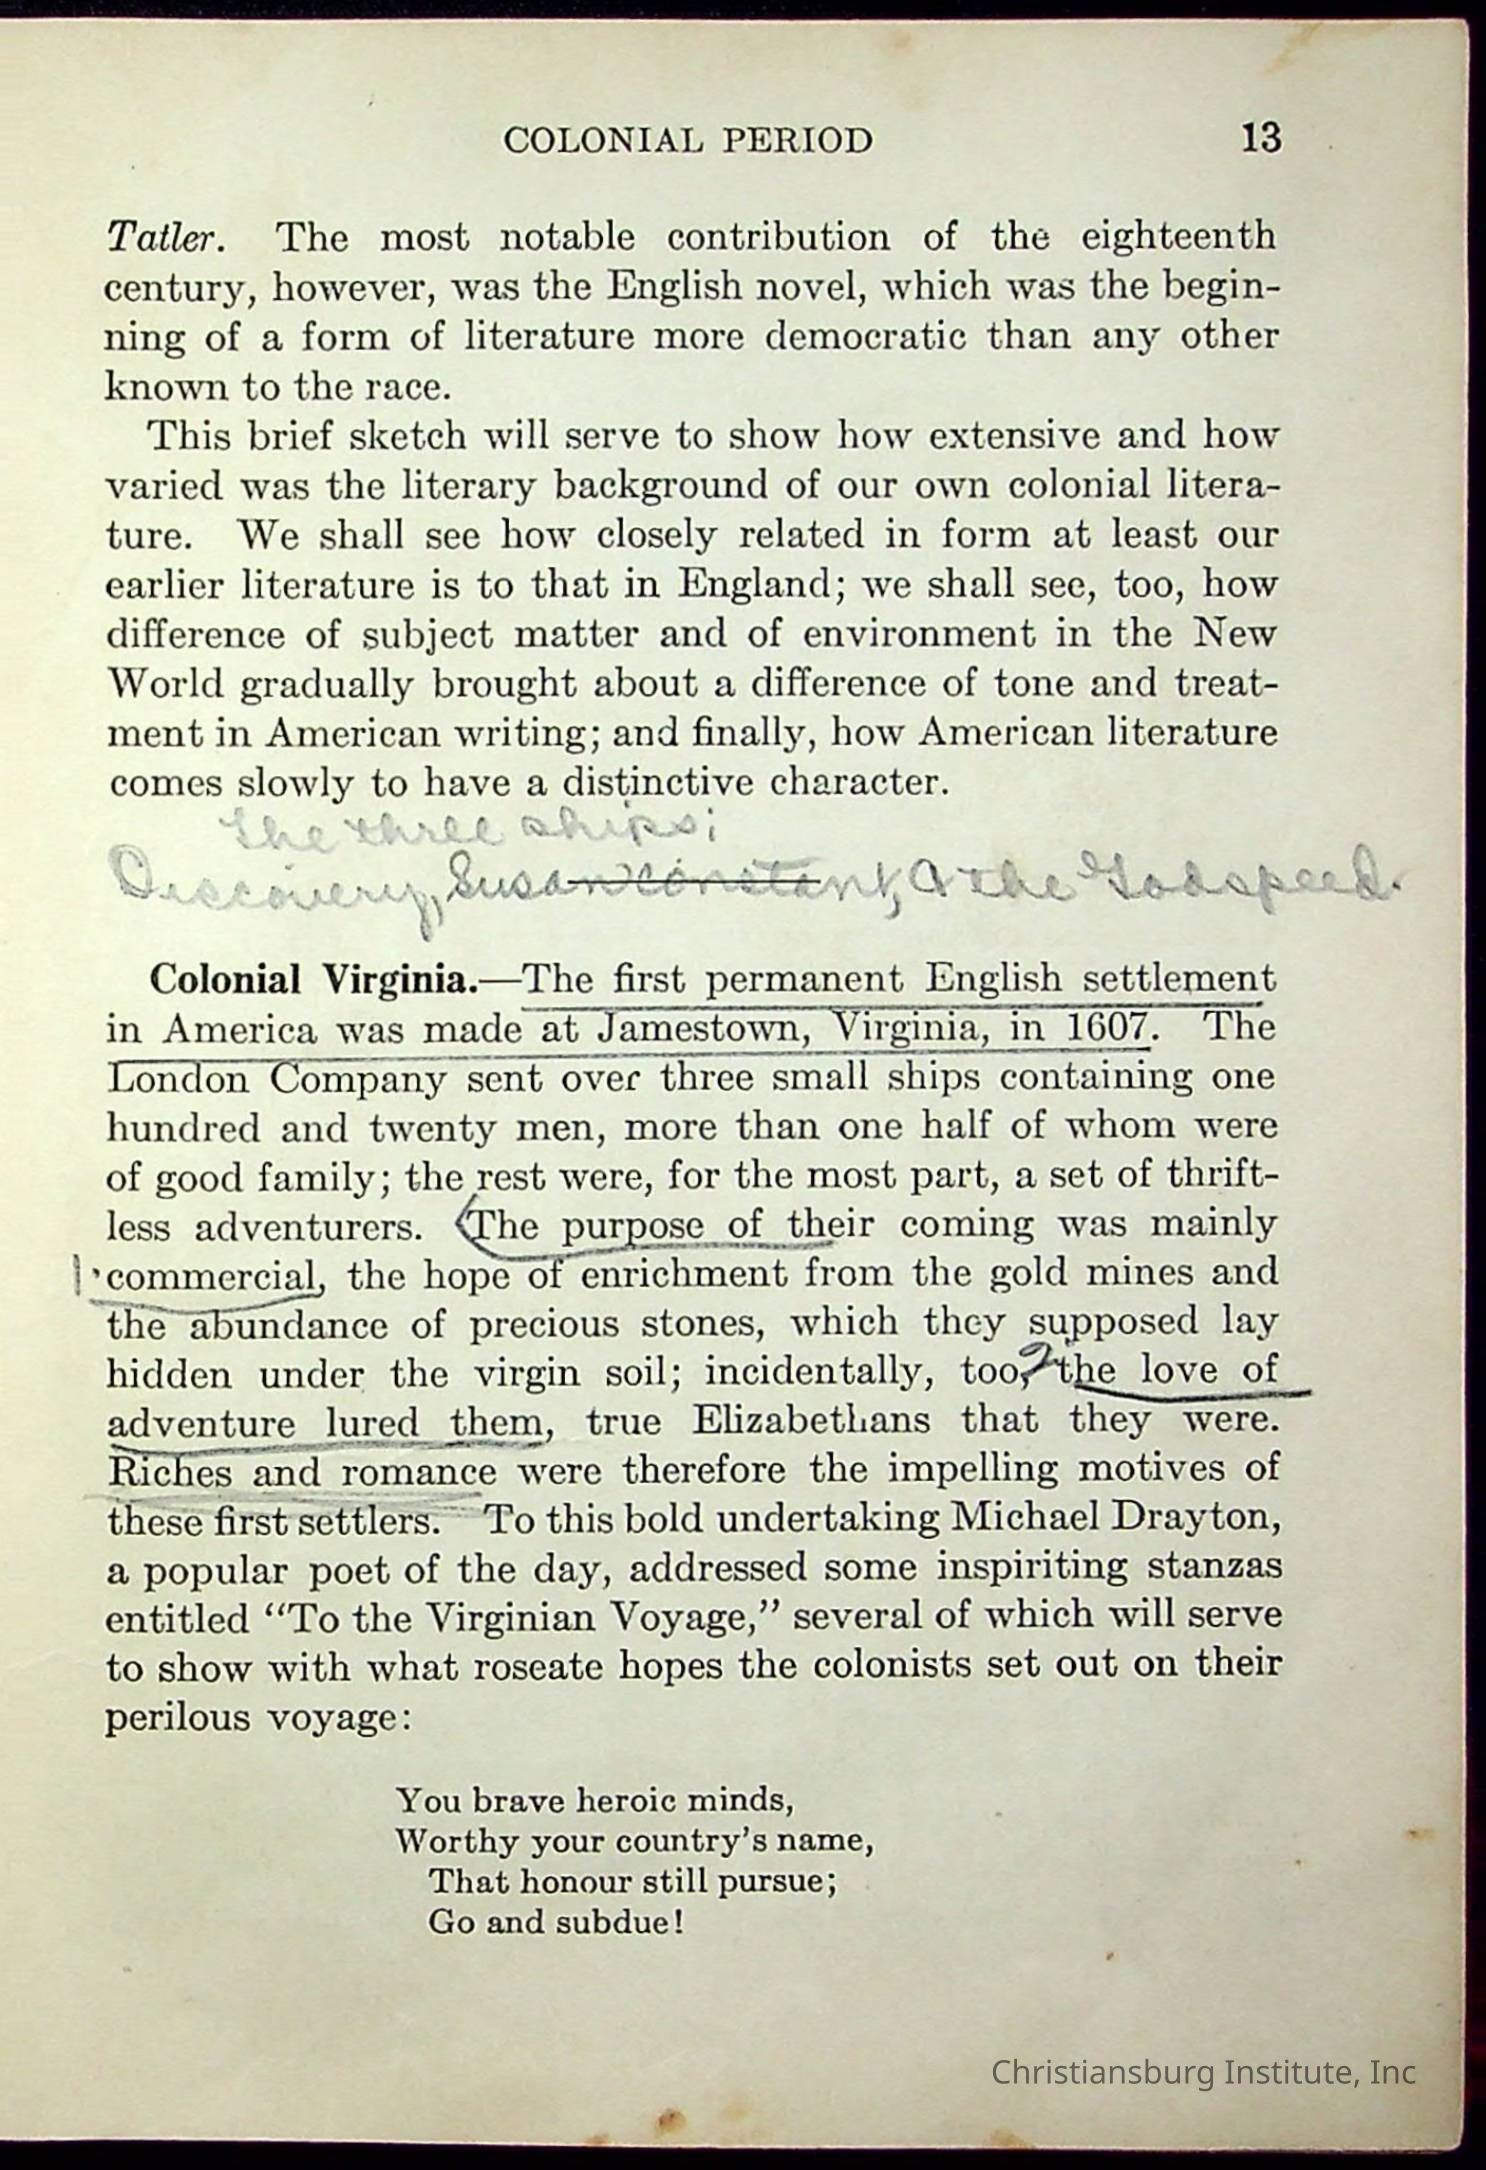 COLONIAL PERIOD 13
Tatler. The most notable contribution of the eighteenth
century, however, was the English novel, which was the begin-
ning of a form of literature more democratic than any other
known to the race.
This brief sketch will serve to show how extensive and how
varied was the literary background of our own colonial litera-
ture. We shall see how closely related in form at least our
earlier literature is to that in England; we shall see, too, how
difference of subject matter and of environment in the New
World gradually brought about a difference of tone and treat-
ment in American writing; and finally, how American literature
comes slowly to have a distinctive character.
The three ships;
Discovery, Susan Constant, & the Godspeed.
Colonial Virginia.—The first permanent English settlement
in America was made at Jamestown, Virginia, in 1607. The
London Company sent over three small ships containing one
hundred and twenty men, more than one half of whom were
of good family; the rest were, for the most part, a set of thrift-
less adventurers. (The purpose of their coming was mainly
1. commercial, the hope of enrichment from the gold mines and
the abundance of precious stones, which they supposed lay
hidden under the virgin soil; incidentally, too, 2 the love of
adventure lured them, true Elizabethans that they were.
Riches and romance were therefore the impelling motives of
these first settlers. To this bold undertaking Michael Drayton,
a popular poet of the day, addressed some inspiriting stanzas
entitled “To the Virginian Voyage,” several of which will serve
to show with what roseate hopes the colonists set out on their
perilous voyage:
You brave heroic minds,
Worthy your country’s name,
That honour still pursue;
Go and subdue!
Christiansburg Institute, Inc